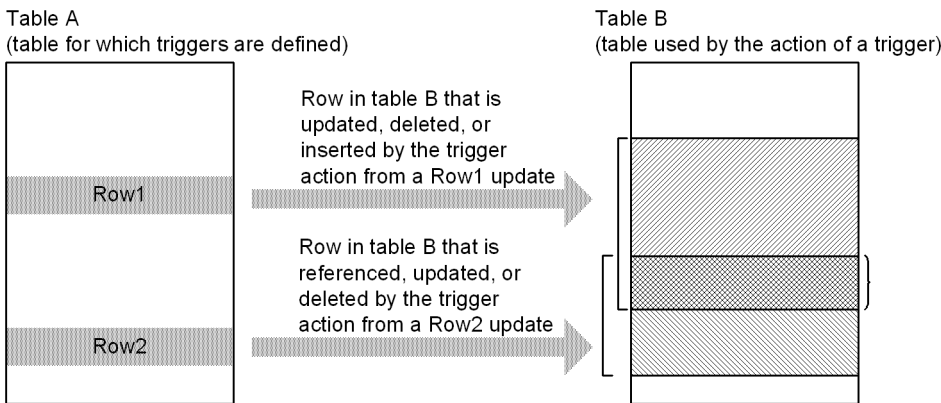 Table A
(table for which triggers are defined)
Table B
(table used by the action of a trigger)
Row in table B that is
updated, deleted, or
inserted by the trigger
action from a Row1 update
Row1
Row in table B that is
referenced, updated, or
deleted by the trigger
action from a Row2 update
Row2